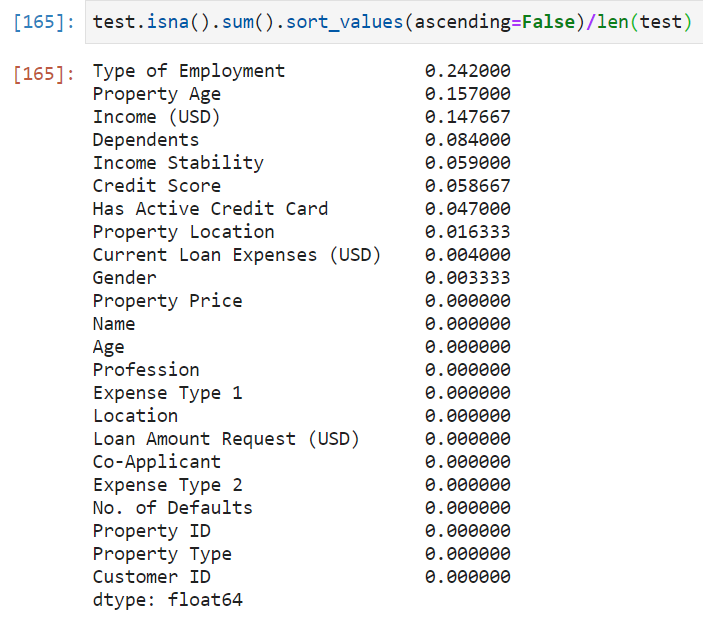 [165]: test.isna().sum().sort_values(ascending=False)/len(test)
[165]: Type of Employment 0.242000
Property Age 0.157000
Income (USD) 0.147667
Dependents 0.084000
Income Stability 0.059000
Credit Score 0.058667
Has Active Credit Card 0.047000
Property Location 0.016333
Current Loan Expenses (USD) 0.004000
Gender 0.003333
Property Price 0.000000
Name 0.000000
Age 0.000000
Profession 0.000000
Expense Type 1 0.000000
Location 0.000000
Loan Amount Request (USD) 0.000000
Co-Applicant 0.000000
Expense Type 2 0.000000
No. of Defaults 0.000000
Property ID 0.000000
Property Type 0.000000
Customer ID 0.000000
dtype: float64